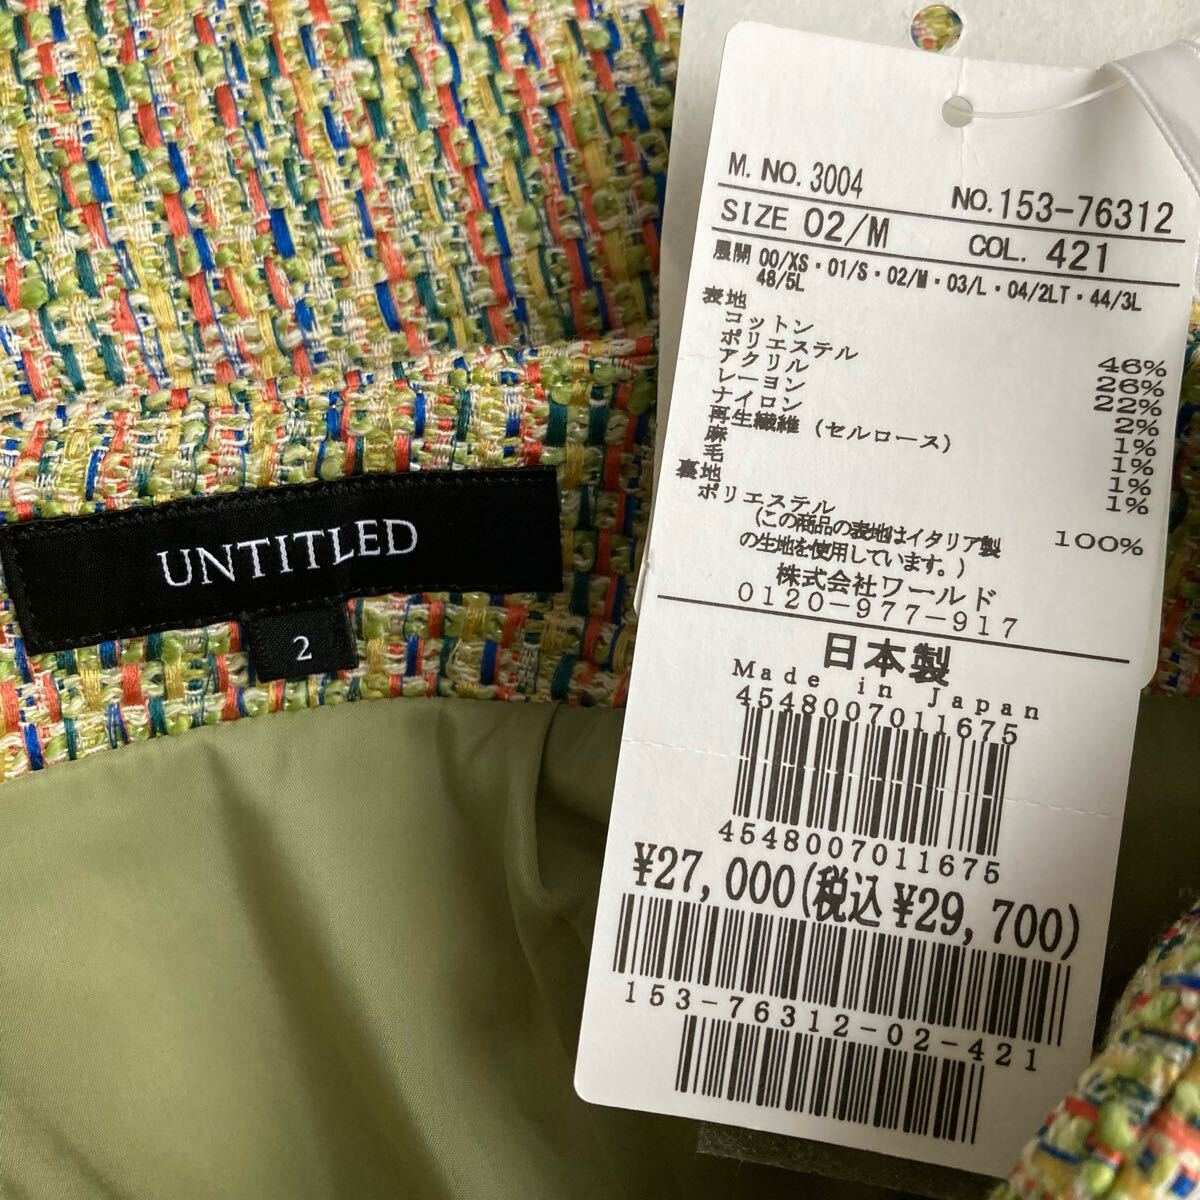 M. NO. 3004
NO. 153-76312
SIZE 02/M COL. 421
展開 00/XS・01/S・02/M・03/L・04/2LT・44/3L
48/5L
表地
コットン 46%
ポリエステル 26%
アクリル 22%
レーヨン 2%
ナイロン 1%
再生繊維 (セルロース) 1%
麻 1%
毛 1%
裏地
ポリエステル 100%
(この商品の表地はイタリア製
の生地を使用しています。)
株式会社ワールド
0120-977-917
日本製
Made in Japan
4548007011675
4548007011675
¥27,000(税込¥29,700)
153-76312-02-421
UNTITLED
2